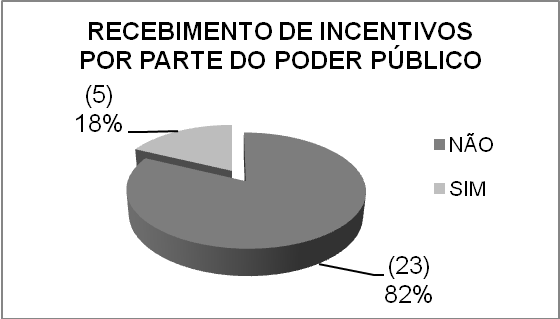 RECEBIMENTO DE INCENTIVOS
POR PARTE DO PODER PÚBLICO
(5)
18%
NÃO
SIM
(23)
82%